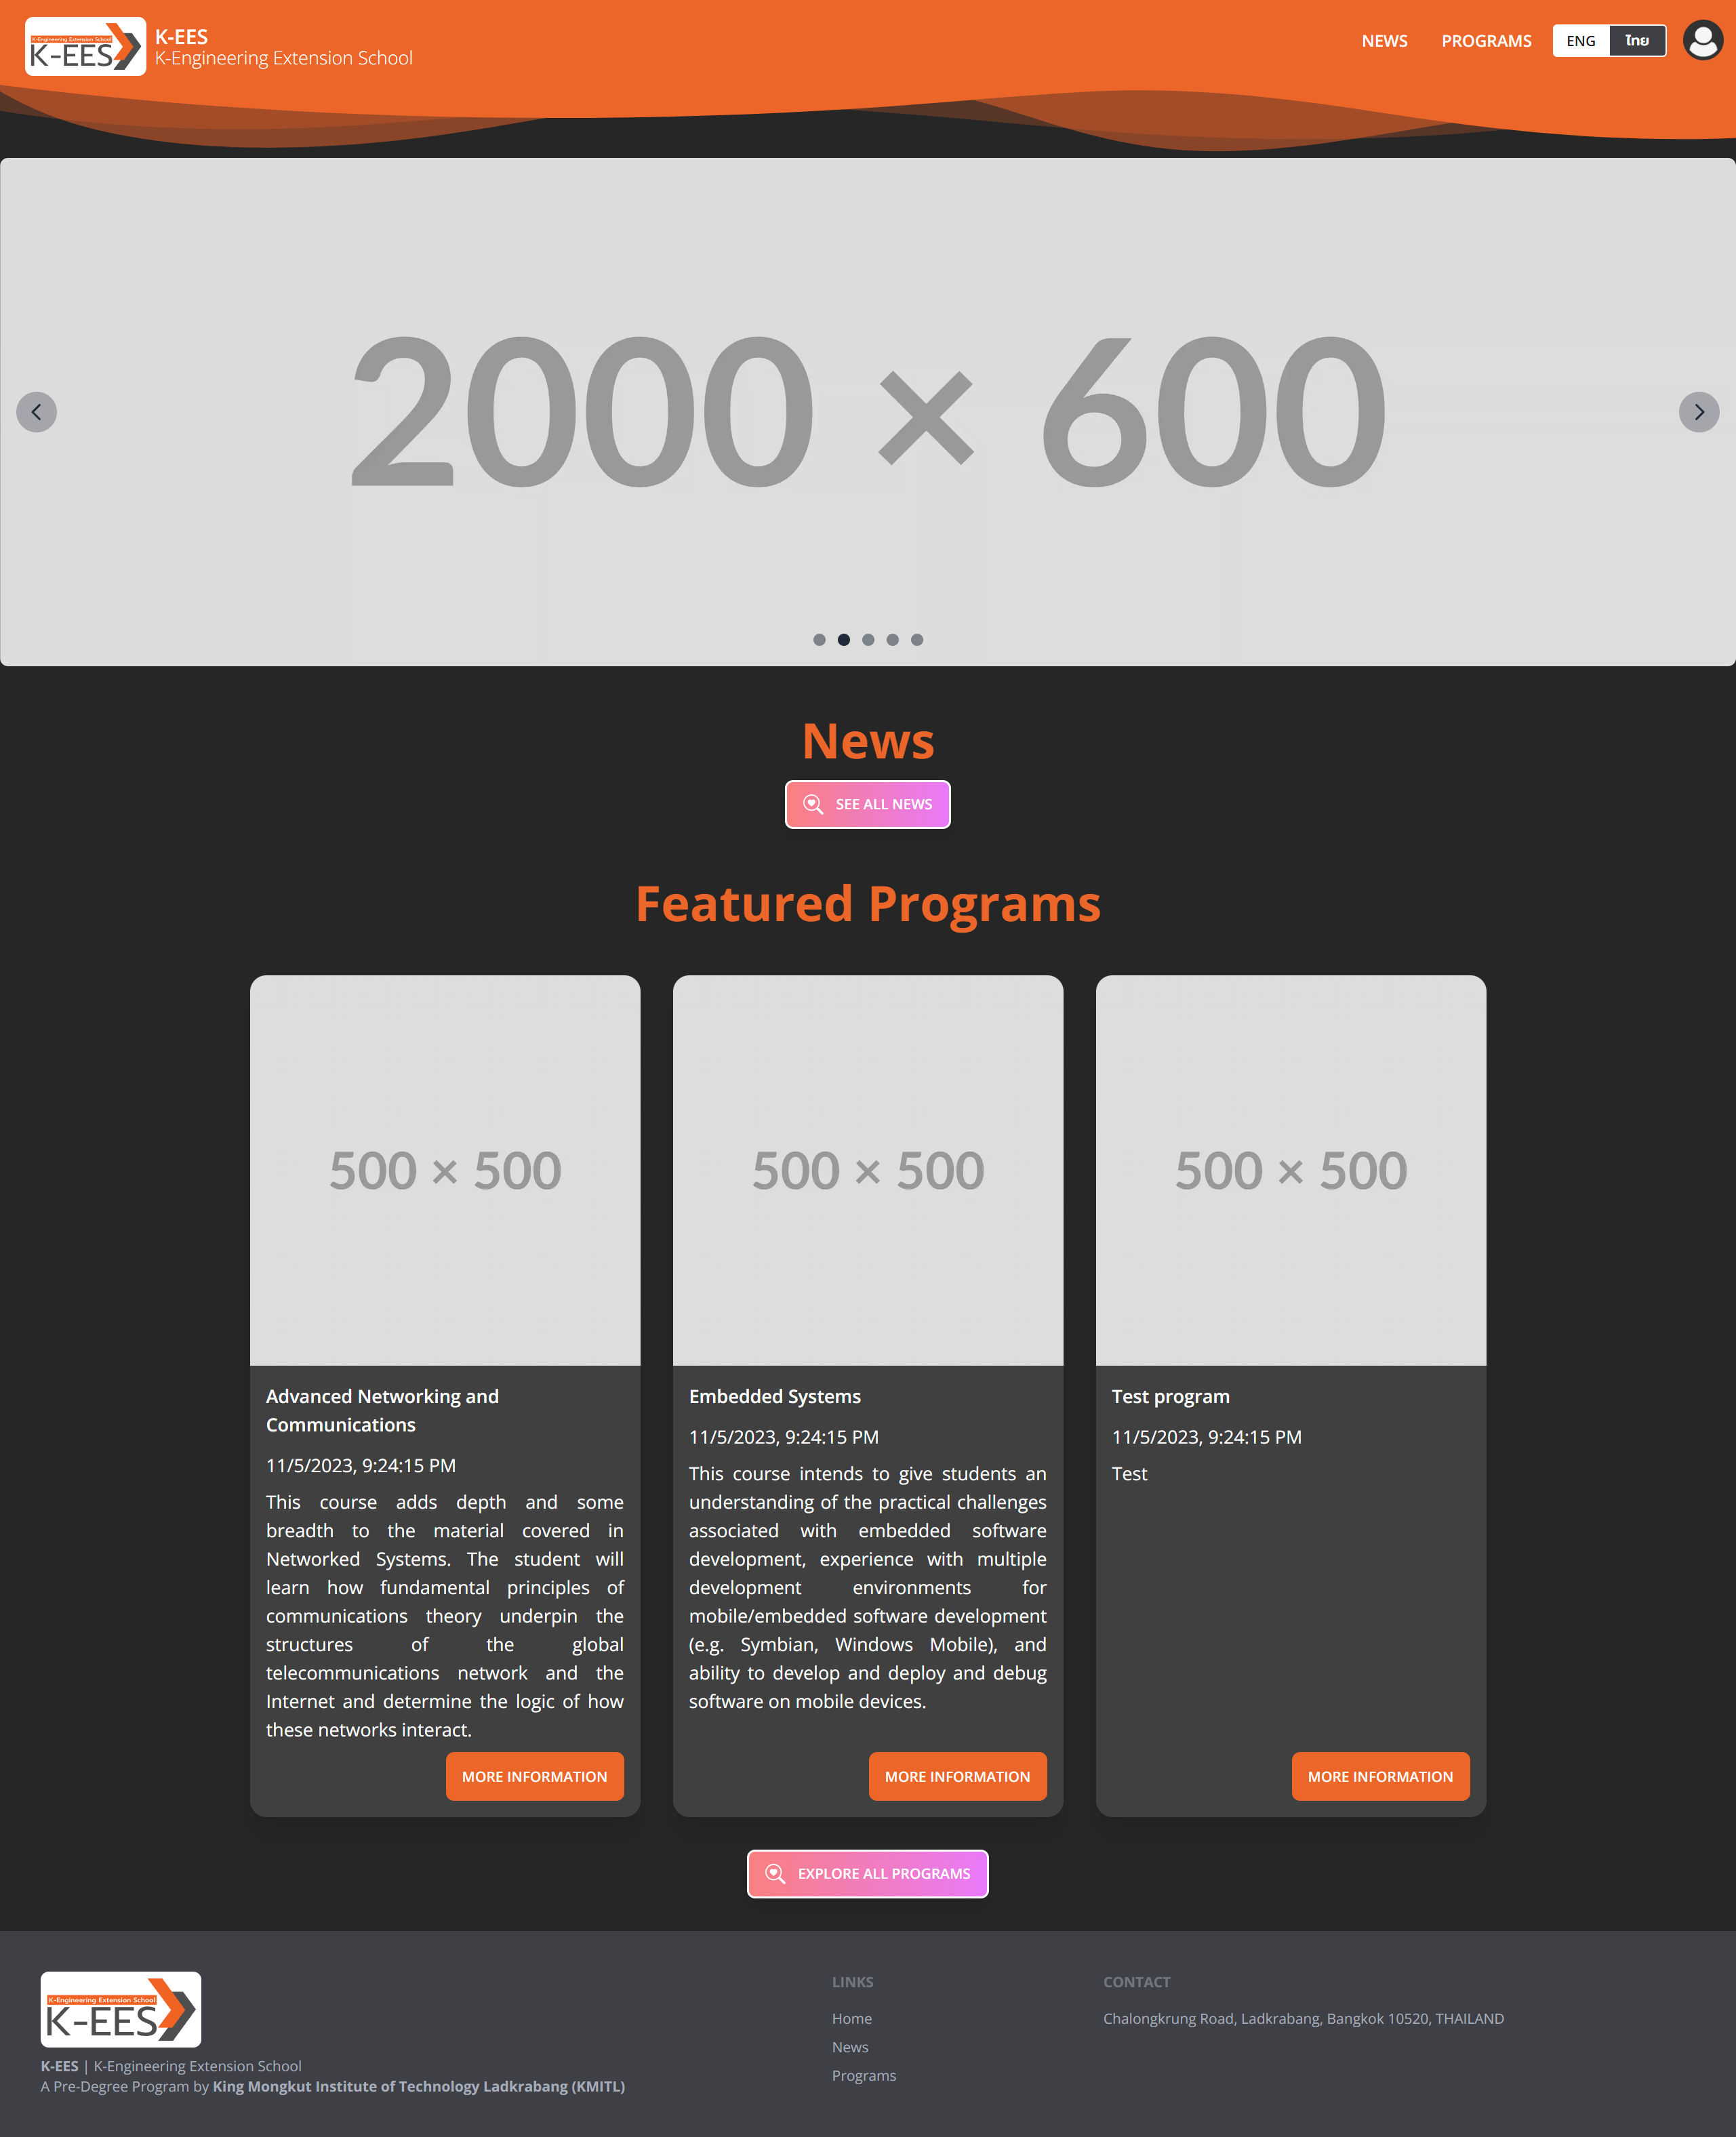 K-Engineering Extension School
K-EES
K-EES
K-Engineering Extension School
NEWS
PROGRAMS
ENG
ไทย
2000 × 600
News
SEE ALL NEWS
Featured Programs
500 × 500
Advanced Networking and
Communications
11/5/2023, 9:24:15 PM
This course adds depth and some
breadth to the material covered in
Networked Systems. The student will
learn how fundamental principles of
communications theory underpin the
structures of the global
telecommunications network and the
Internet and determine the logic of how
these networks interact.
MORE INFORMATION
500 × 500
Embedded Systems
11/5/2023, 9:24:15 PM
This course intends to give students an
understanding of the practical challenges
associated with embedded software
development, experience with multiple
development environments for
mobile/embedded software development
(e.g. Symbian, Windows Mobile), and
ability to develop and deploy and debug
software on mobile devices.
MORE INFORMATION
500 × 500
Test program
11/5/2023, 9:24:15 PM
Test
MORE INFORMATION
EXPLORE ALL PROGRAMS
K-Engineering Extension School
K-EES
K-EES | K-Engineering Extension School
A Pre-Degree Program by King Mongkut Institute of Technology Ladkrabang (KMITL)
LINKS
Home
News
Programs
CONTACT
Chalongkrung Road, Ladkrabang, Bangkok 10520, THAILAND